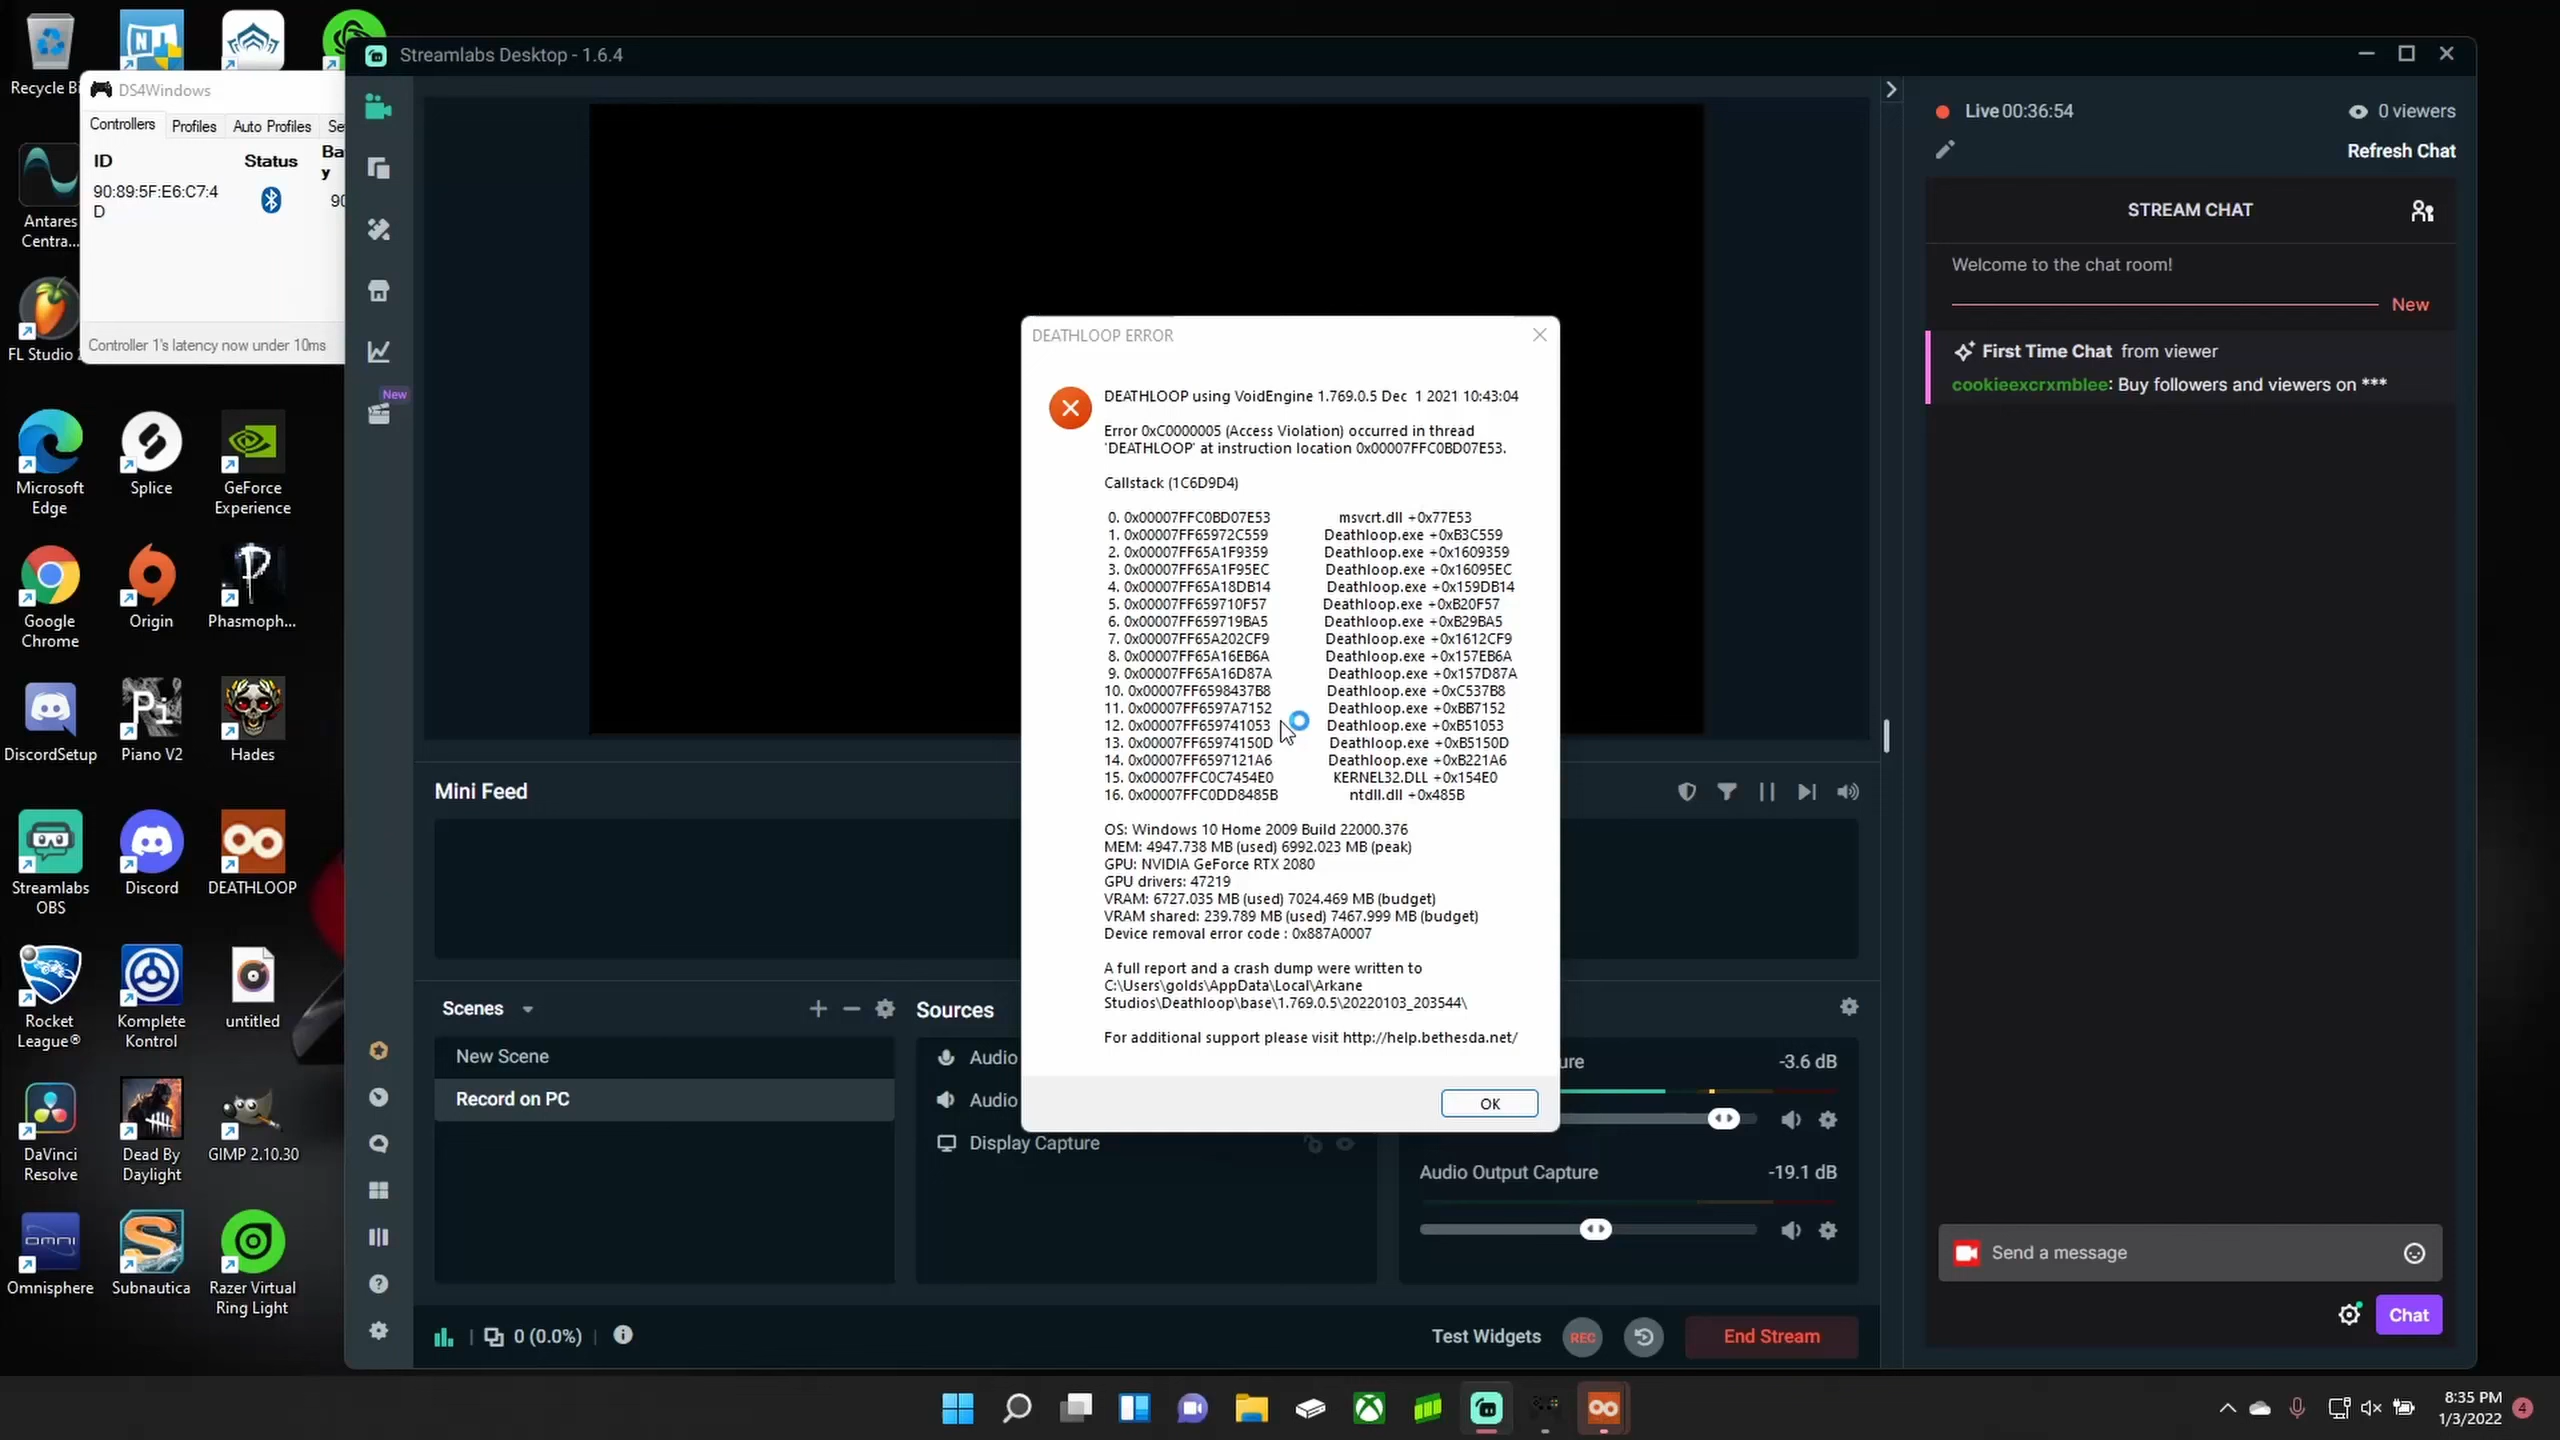 Recycle Bi
DS4Windows
Controllers
Profiles
Auto Profiles
Se
ID
Status
Ba
y
90:89:5F:E6:C7:4
D
90
Controller 1's latency now under 10ms
Antares
Centra...
FL Studio
Microsoft
Edge
Splice
GeForce
Experience
Google
Chrome
Origin
Phasmoph...
DiscordSetup
Piano V2
Hades
Streamlabs
OBS
Discord
DEATHLOOP
Rocket
League®
Komplete
Kontrol
untitled
DaVinci
Resolve
Dead By
Daylight
GIMP 2.10.30
OMNI
Omnisphere
Subnautica
Razer Virtual
Ring Light
Streamlabs Desktop - 1.6.4
New
DEATHLOOP ERROR
DEATHLOOP using VoidEngine 1.769.0.5 Dec  1 2021 10:43:04
Error 0xC0000005 (Access Violation) occurred in thread
'DEATHLOOP' at instruction location 0x00007FFC0BD07E53.
Callstack (1C6D9D4)
0. 0x00007FFC0BD07E53 msvcrt.dll +0x77E53
1. 0x00007FF65972C559 Deathloop.exe +0xB3C559
2. 0x00007FF65A1F9359 Deathloop.exe +0x1609359
3. 0x00007FF65A1F95EC Deathloop.exe +0x16095EC
4. 0x00007FF65A18DB14 Deathloop.exe +0x159DB14
5. 0x00007FF659710F57 Deathloop.exe +0xB20F57
6. 0x00007FF659719BA5 Deathloop.exe +0xB29BA5
7. 0x00007FF65A202CF9 Deathloop.exe +0x1612CF9
8. 0x00007FF65A16EB6A Deathloop.exe +0x157EB6A
9. 0x00007FF65A16D87A Deathloop.exe +0x157D87A
10. 0x00007FF6598437B8 Deathloop.exe +0xC537B8
11. 0x00007FF6597A7152 Deathloop.exe +0xBB7152
12. 0x00007FF659741053 Deathloop.exe +0xB51053
13. 0x00007FF65974150D Deathloop.exe +0xB5150D
14. 0x00007FF6597121A6 Deathloop.exe +0xB221A6
15. 0x00007FFC0C7454E0 KERNEL32.DLL +0x154E0
16. 0x00007FFC0DD8485B ntdll.dll +0x485B
OS: Windows 10 Home 2009 Build 22000.376
MEM: 4947.738 MB (used) 6992.023 MB (peak)
GPU: NVIDIA GeForce RTX 2080
GPU drivers: 47219
VRAM: 6727.035 MB (used) 7024.469 MB (budget)
VRAM shared: 239.789 MB (used) 7467.999 MB (budget)
Device removal error code : 0x887A0007
A full report and a crash dump were written to
C:\Users\golds\AppData\Local\Arkane
Studios\Deathloop\base\1.769.0.5\20220103_203544\
For additional support please visit http://help.bethesda.net/
OK
Mini Feed
Scenes
New Scene
Record on PC
Sources
Audio
Audio
Display Capture
ure
-3.6 dB
Audio Output Capture
-19.1 dB
0 (0.0%)
Test Widgets
REC
End Stream
Live 00:36:54
0 viewers
Refresh Chat
STREAM CHAT
Welcome to the chat room!
New
First Time Chat from viewer
cookieexcrxmblee: Buy followers and viewers on ***
Send a message
Chat
8:35 PM
1/3/2022
4